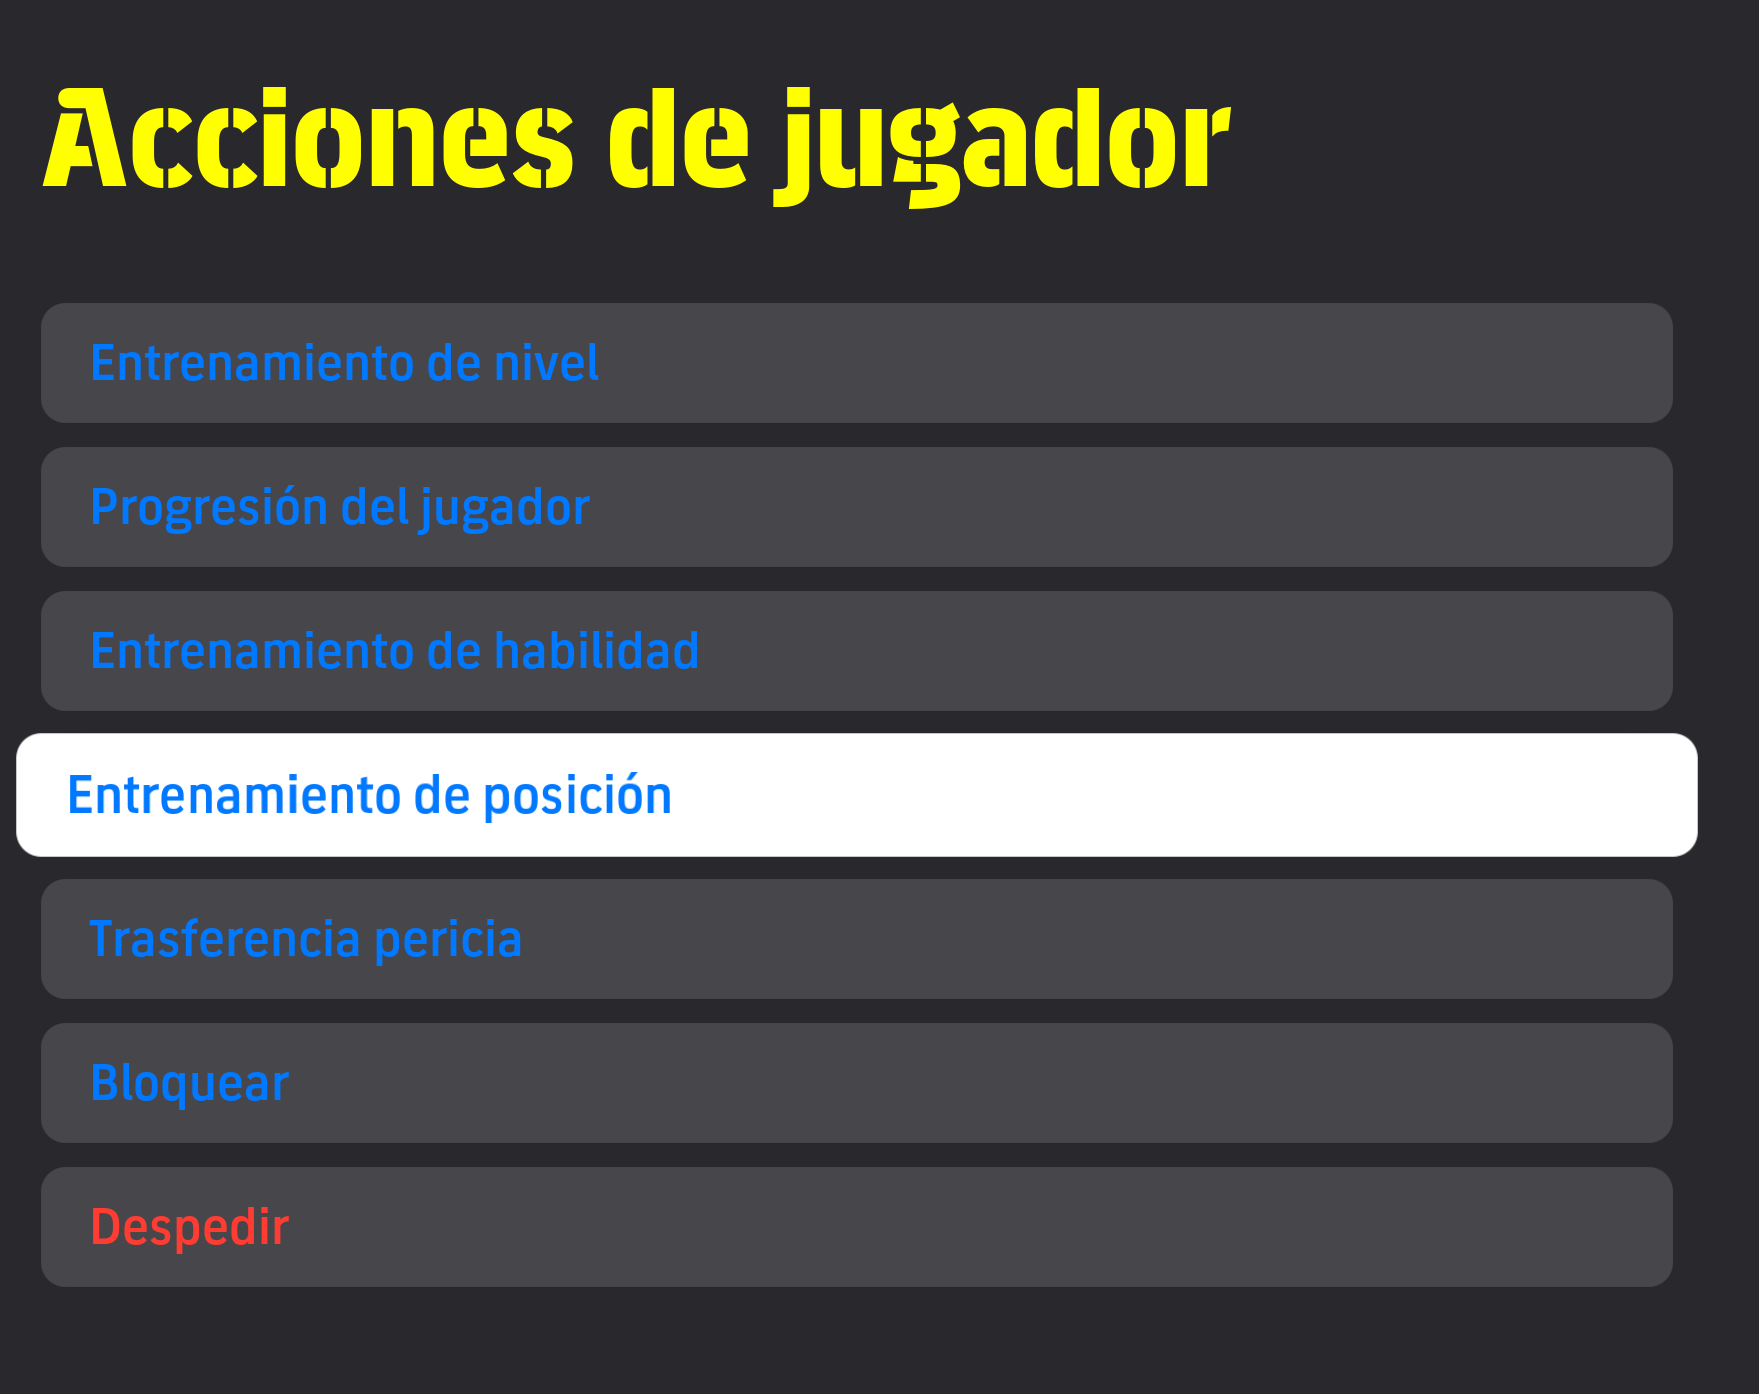 Acciones de jugador
Entrenamiento de nivel
Progresión del jugador
Entrenamiento de habilidad
Entrenamiento de posición
Trasferencia pericia
Bloquear
Despedir